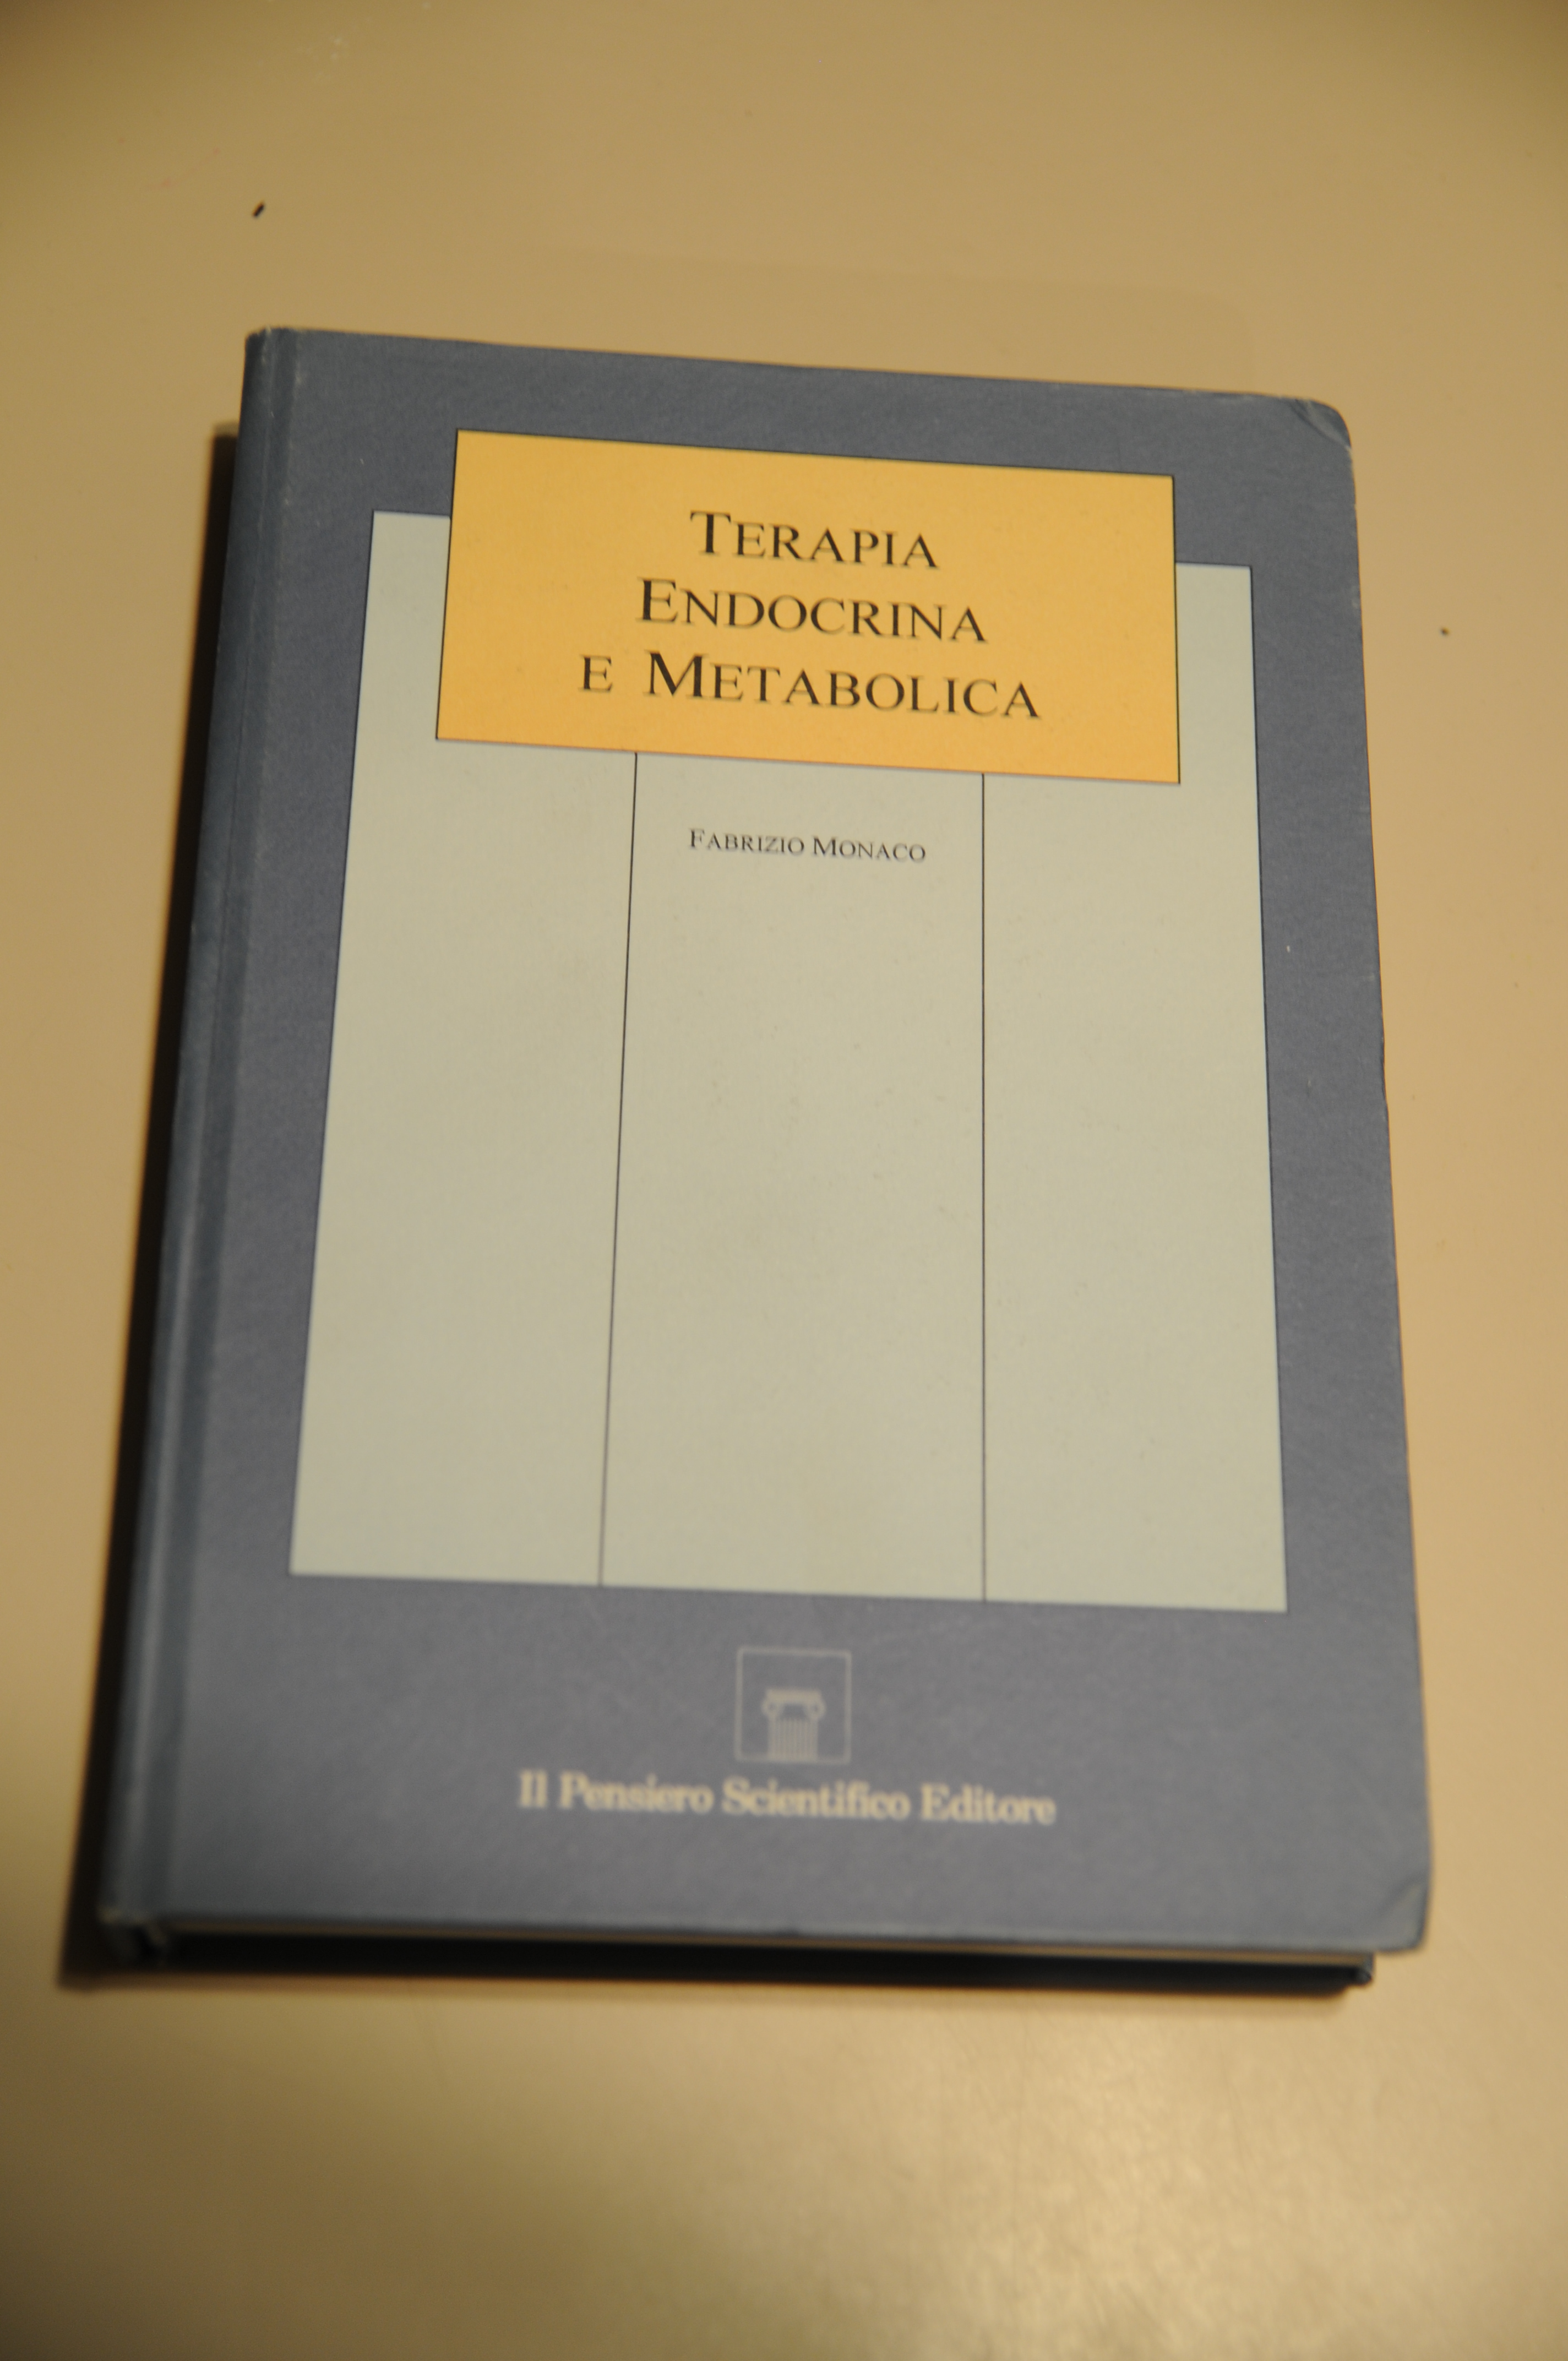 TERAPIA
ENDOCRINA
E METABOLICA
FABRIZIO MONACO
Il Pensiero Scientifico Editore